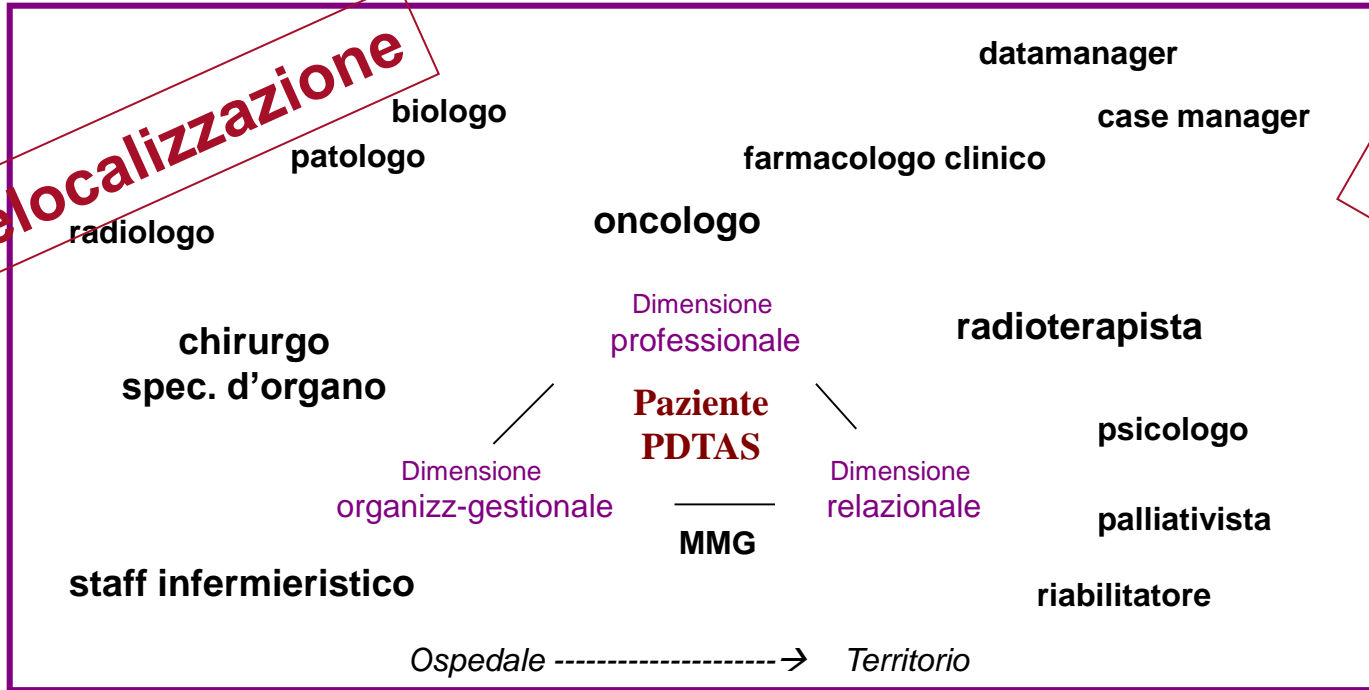 elocalizzazione
datamanager
biologo
case manager
patologo
farmacologo clinico
radiologo
oncologo
Dimensione
professionale
radioterapista
chirurgo
spec. d’organo
Paziente
PDTAS
psicologo
Dimensione
organizz-gestionale
Dimensione
relazionale
palliativista
MMG
staff infermieristico
riabilitatore
Ospedale ---------------------→ Territorio